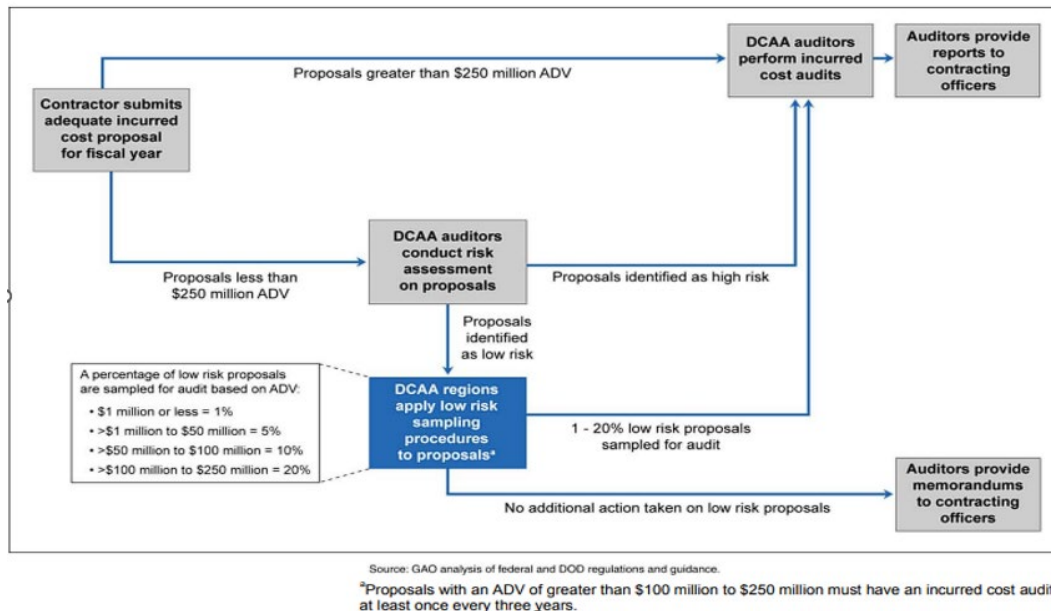 DCAA auditors
perform incurred
cost audits
Auditors provide
reports to
contracting
officers
Proposals greater than $250 million ADV
Contractor submits
adequate incurred
cost proposal
for fiscal year
DCAA auditors
conduct risk
assessment
on proposals
Proposals less than
$250 million ADV
Proposals identified as high risk
Proposals
identified
as low risk
A percentage of low risk proposals
are sampled for audit based on ADV:
• $1 million or less = 1%
• >$1 million to $50 million = 5%
• >$50 million to $100 million = 10%
• >$100 million to $250 million = 20%
DCAA regions
apply low risk
sampling
procedures
to proposalsᵃ
1 - 20% low risk proposals
sampled for audit
No additional action taken on low risk proposals
Auditors provide
memorandums
to contracting
officers
Source: GAO analysis of federal and DOD regulations and guidance.
ᵃProposals with an ADV of greater than $100 million to $250 million must have an incurred cost audit
at least once every three years.